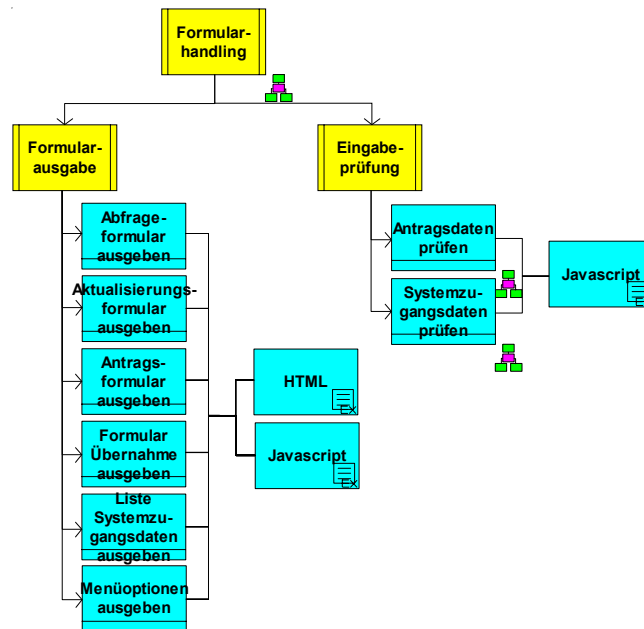 Formular-
handling
Formular-
ausgabe
Eingabe-
prüfung
Abfrage-
formular
ausgeben
Aktualisierungs-
formular
ausgeben
Antrags-
formular
ausgeben
Formular
Übernahme
ausgeben
Liste
Systemzu-
gangsdaten
ausgeben
Menüoptionen
ausgeben
HTML
Javascript
Antragsdaten
prüfen
Systemzu-
gangsdaten
prüfen
Javascript